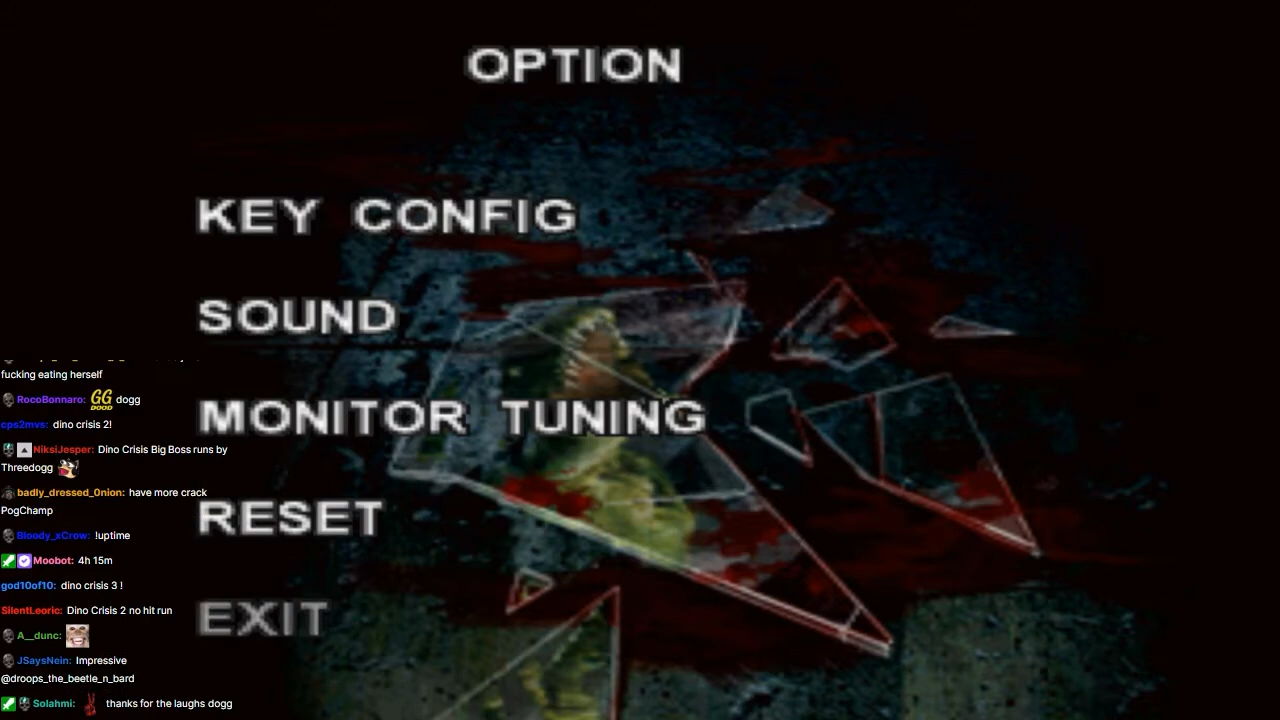 OPTION
KEY CONFIG
SOUND
MONITOR TUNING
RESET
EXIT
fucking eating herself
RocoBonnaro: GG DOOD dogg
cps2mvs: dino crisis 2!
NiksiJesper: Dino Crisis Big Boss runs by
Threedogg
badly_dressed_0nion: have more crack
PogChamp
Bloody_xCrow: !uptime
Moobot: 4h 15m
god10of10: dino crisis 3 !
SilentLeoric: Dino Crisis 2 no hit run
A__dunc:
JSaysNein: Impressive
@droops_the_beetle_n_bard
Solahmi: thanks for the laughs dogg